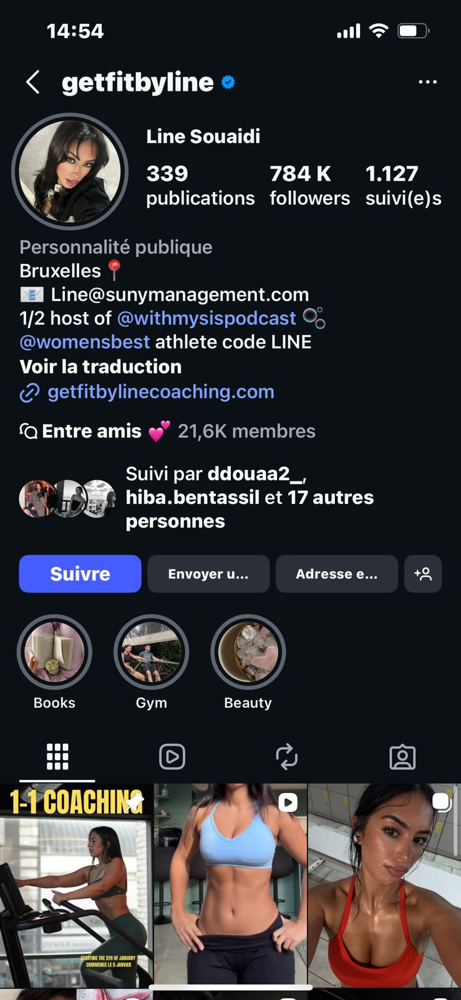 14:54
getfitbyline
Line Souaidi
339 784 K 1.127
publications followers suivi(e)s
Personnalité publique
Bruxelles📍
📧 Line@sunymanagement.com
1/2 host of @withmysispodcast 🫧
@womensbest athlete code LINE
Voir la traduction
getfitbylinecoaching.com
Entre amis 💕 21,6K membres
Suivi par ddouaa2_,
hiba.bentassil et 17 autres
personnes
Suivre Envoyer u... Adresse e...
Books Gym Beauty
1-1 COACHING
STARTING THE 5TH OF JANUARY
COMMENCE LE 5 JANVIER